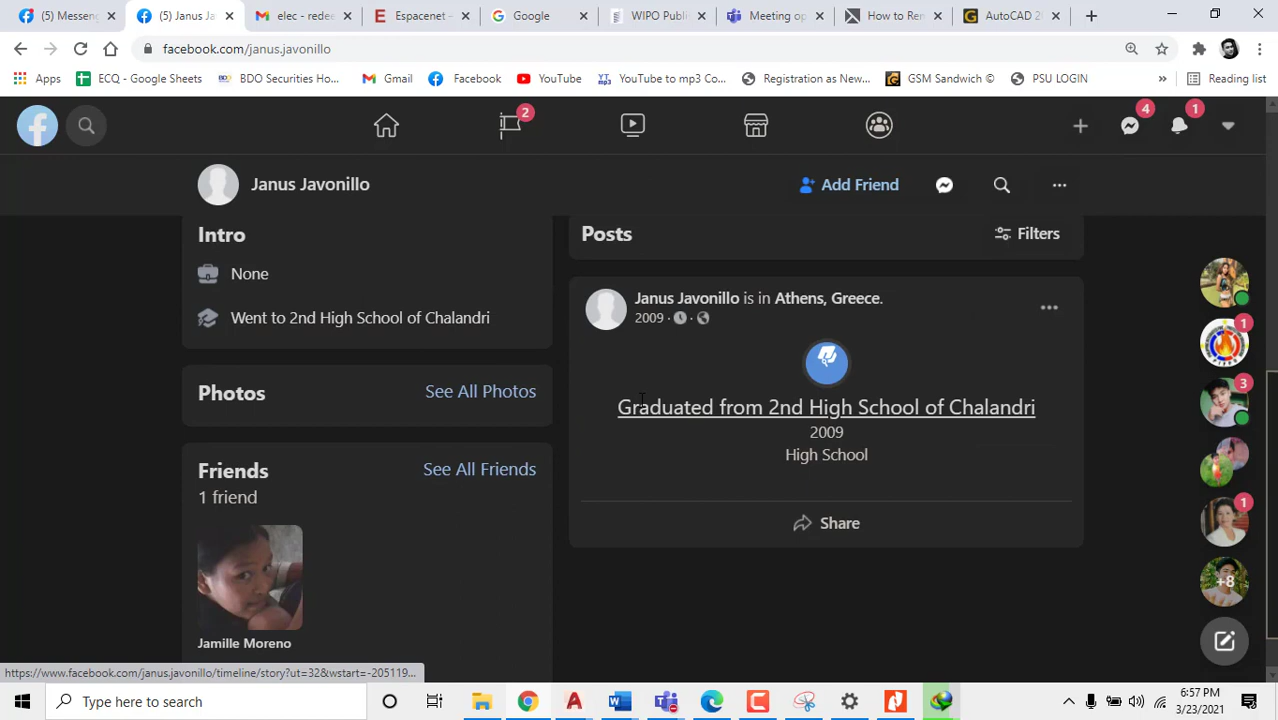 (5) Messeng
(5) Janus Ja
elec - redee
Espacenet -
Google
WIPO Publi
Meeting op
How to Ren
AutoCAD 2
facebook.com/janus.javonillo
Apps
ECQ - Google Sheets
BDO Securities Ho...
Gmail
Facebook
YouTube
YouTube to mp3 Co...
Registration as New...
GSM Sandwich ©
PSU LOGIN
»
Reading list
2
4
1
Janus Javonillo
Add Friend
Intro
None
Went to 2nd High School of Chalandri
Photos
See All Photos
Friends
See All Friends
1 friend
Jamille Moreno
Posts
Filters
Janus Javonillo is in Athens, Greece.
2009
Graduated from 2nd High School of Chalandri
2009
High School
Share
1
3
1
+8
https://www.facebook.com/janus.javonillo/timeline/story?ut=32&wstart=-205119...
Type here to search
6:57 PM
3/23/2021